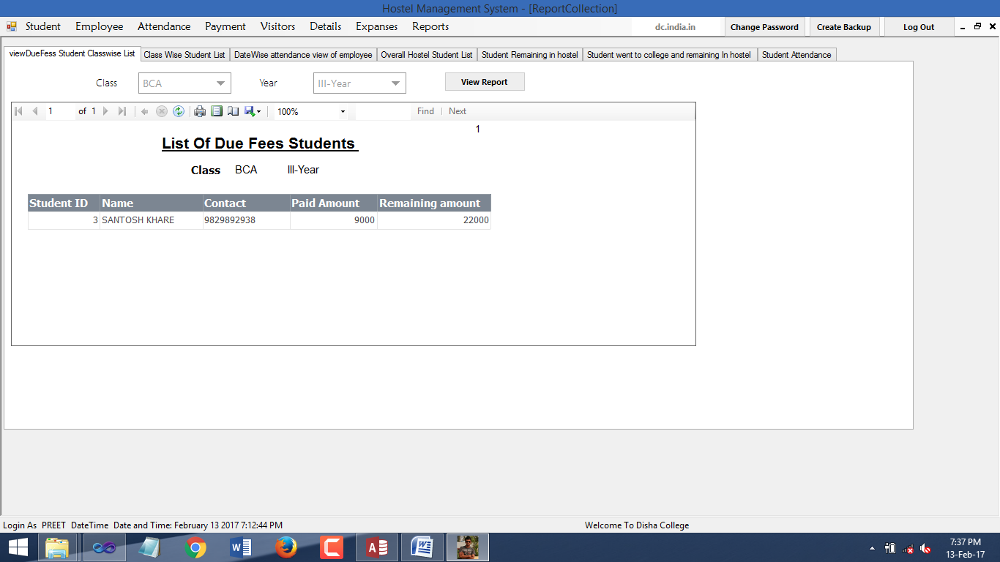 Hostel Management System - [ReportCollection]
Student Employee Attendance Payment Visitors Details Expanses Reports dc.india.in Change Password Create Backup Log Out
viewDueFess Student Classwise List Class Wise Student List DateWise attendance view of employee Overall Hostel Student List Student Remaining in hostel Student went to college and remaining In hostel Student Attendance
Class BCA Year III-Year View Report
1 of 1 100% Find Next
1
List Of Due Fees Students
Class BCA III-Year
Student ID Name Contact Paid Amount Remaining amount
3 SANTOSH KHARE 9829892938 9000 22000
Login As PREET DateTime Date and Time: February 13 2017 7:12:44 PM Welcome To Disha College
7:37 PM
13-Feb-17